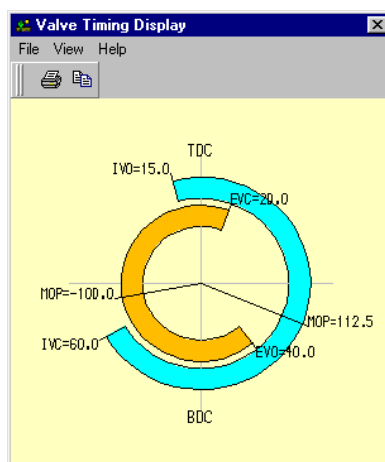 Valve Timing Display
File View Help
TDC
IVO=15.0
EVC=20.0
MOP=-100.0
MOP=112.5
IVC=60.0
EVO=40.0
BDC